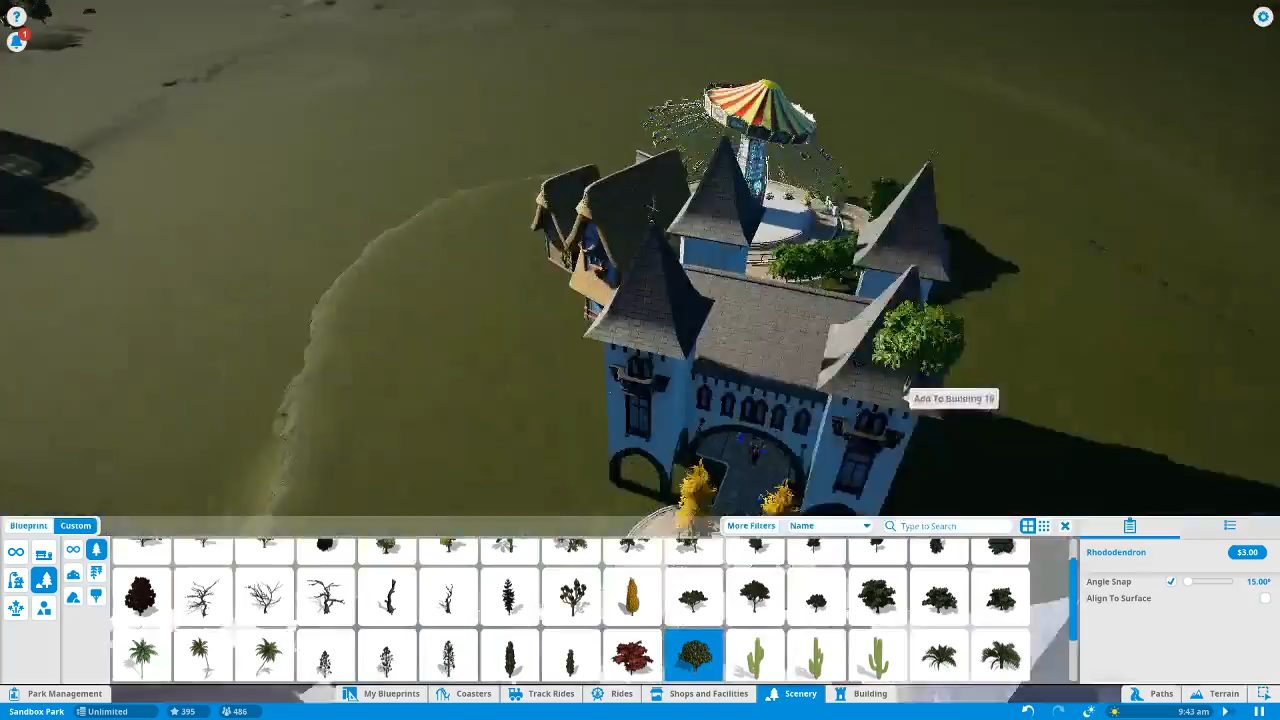 ?
1
Add To Building 19
Blueprint Custom
More Filters Name Type to Search
Rhododendron $3.00
Angle Snap 15.00°
Align To Surface
Park Management My Blueprints Coasters Track Rides Rides Shops and Facilities Scenery Building Paths Terrain
Sandbox Park Unlimited 395 486 9:43 am